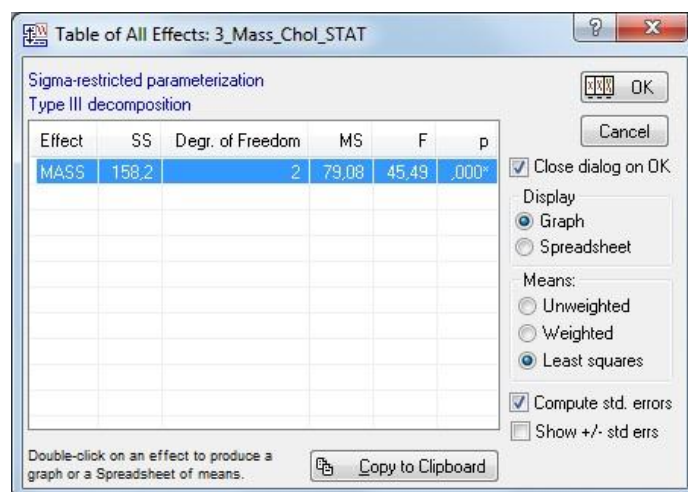 Table of All Effects: 3_Mass_Chol_STAT
Sigma-restricted parameterization
Type III decomposition
Effect SS Degr. of Freedom MS F p
MASS 158,2 2 79,08 45,49 ,000*
Double-click on an effect to produce a
graph or a Spreadsheet of means.
Copy to Clipboard
OK
Cancel
Close dialog on OK
Display
Graph
Spreadsheet
Means:
Unweighted
Weighted
Least squares
Compute std. errors
Show +/- std errs